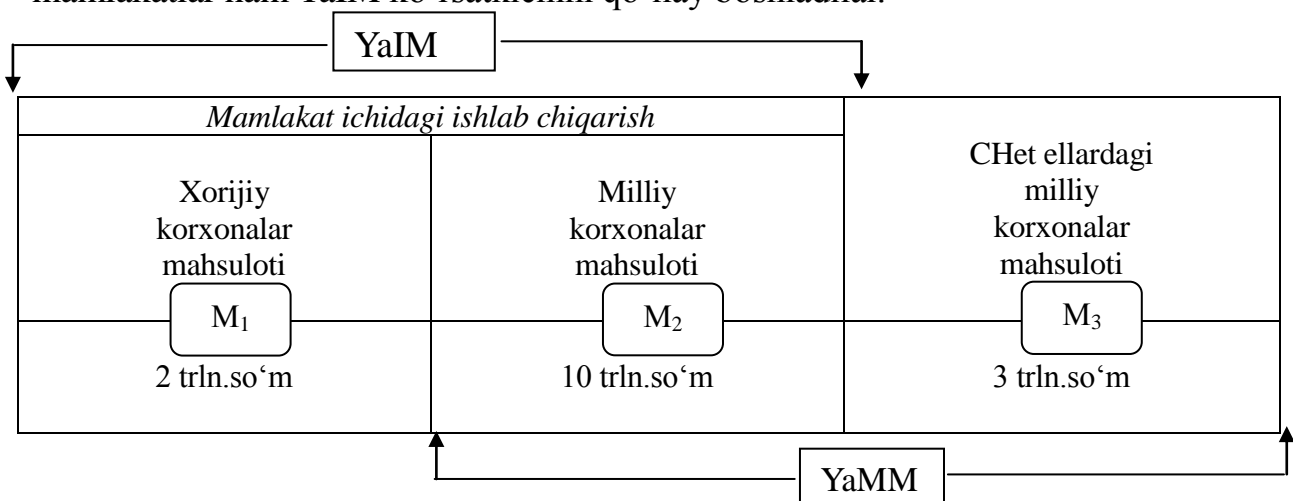 YaIM
Mamlakat ichidagi ishlab chiqarish
Xorijiy
korxonalar
mahsuloti
M₁
2 trln.so‘m
Milliy
korxonalar
mahsuloti
M₂
10 trln.so‘m
CHet ellardagi
milliy
korxonalar
mahsuloti
M₃
3 trln.so‘m
YaMM